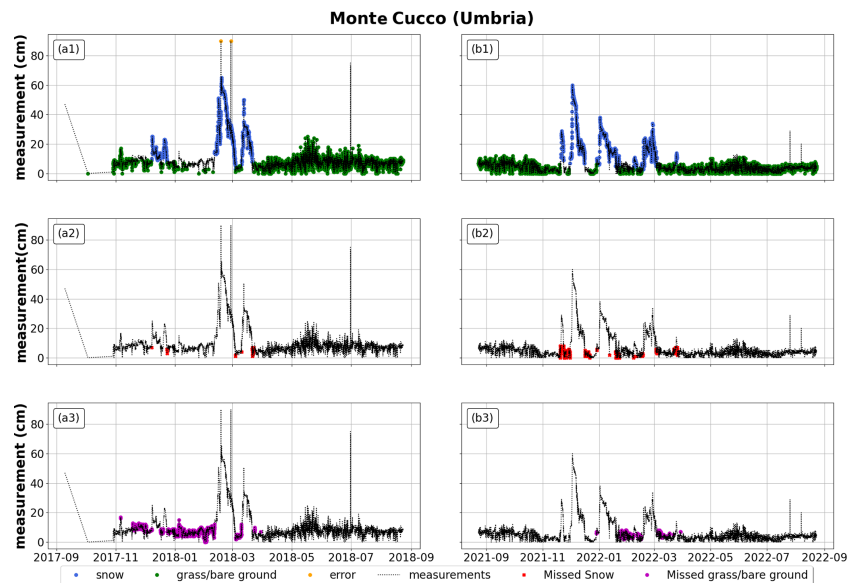 Monte Cucco (Umbria)
(a1)
(b1)
measurement (cm)
80
60
40
20
0
(a2)
(b2)
measurement(cm)
80
60
40
20
0
(a3)
(b3)
measurement (cm)
80
60
40
20
0
2017-09 2017-11 2018-01 2018-03 2018-05 2018-07 2018-09 2021-09 2021-11 2022-01 2022-03 2022-05 2022-07 2022-09
snow grass/bare ground error measurements Missed Snow Missed grass/bare ground